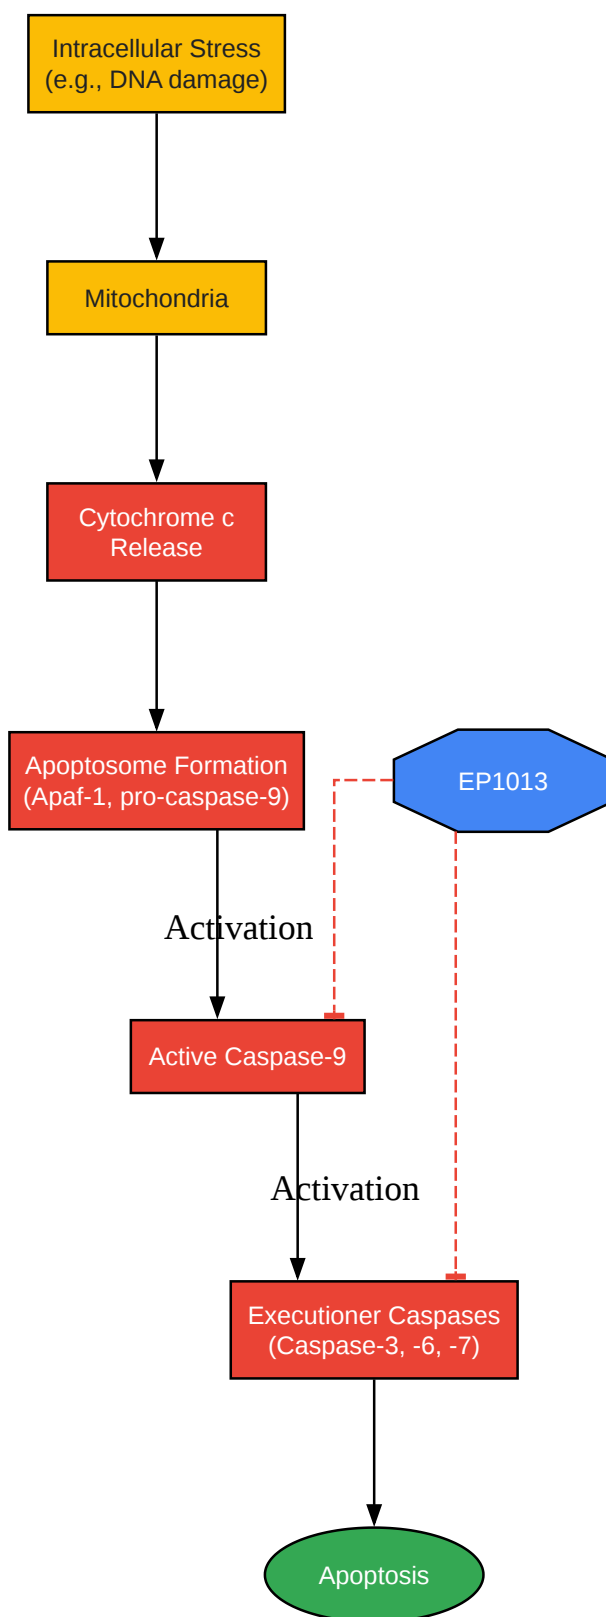 Intracellular Stress
(e.g., DNA damage)
Mitochondria
Cytochrome c
Release
Apoptosome Formation
(Apaf-1, pro-caspase-9)
EP1013
Activation
Active Caspase-9
Activation
Executioner Caspases
(Caspase-3, -6, -7)
Apoptosis